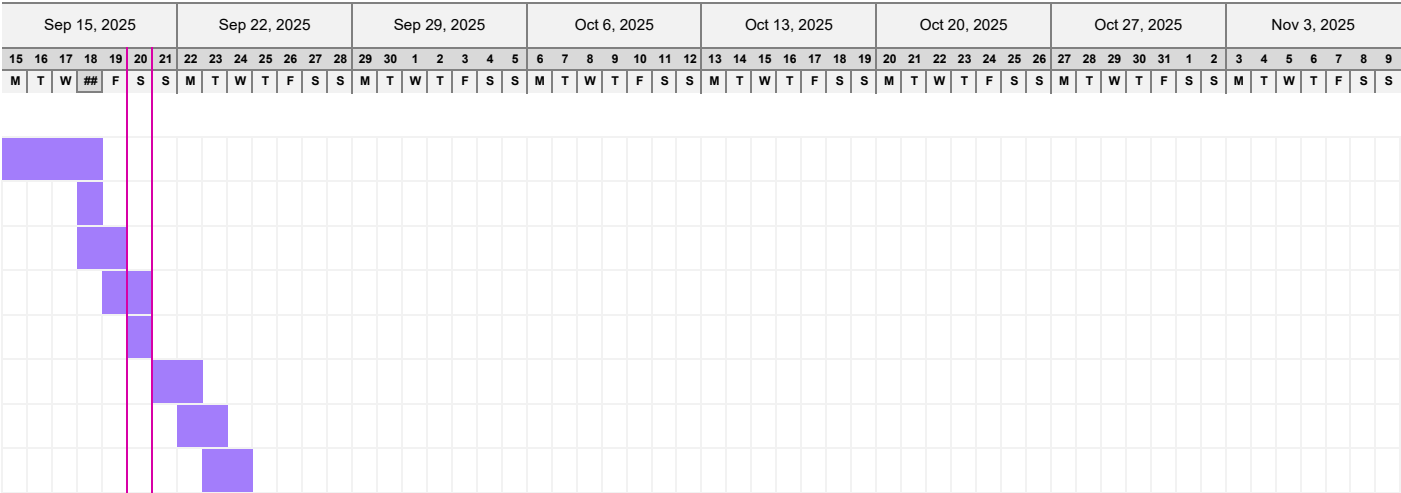 Sep 15, 2025 Sep 22, 2025 Sep 29, 2025 Oct 6, 2025 Oct 13, 2025 Oct 20, 2025 Oct 27, 2025 Nov 3, 2025
15 16 17 18 19 20 21 22 23 24 25 26 27 28 29 30 1 2 3 4 5 6 7 8 9 10 11 12 13 14 15 16 17 18 19 20 21 22 23 24 25 26 27 28 29 30 31 1 2 3 4 5 6 7 8 9
M T W ## F S S M T W T F S S M T W T F S S M T W T F S S M T W T F S S M T W T F S S M T W T F S S M T W T F S S